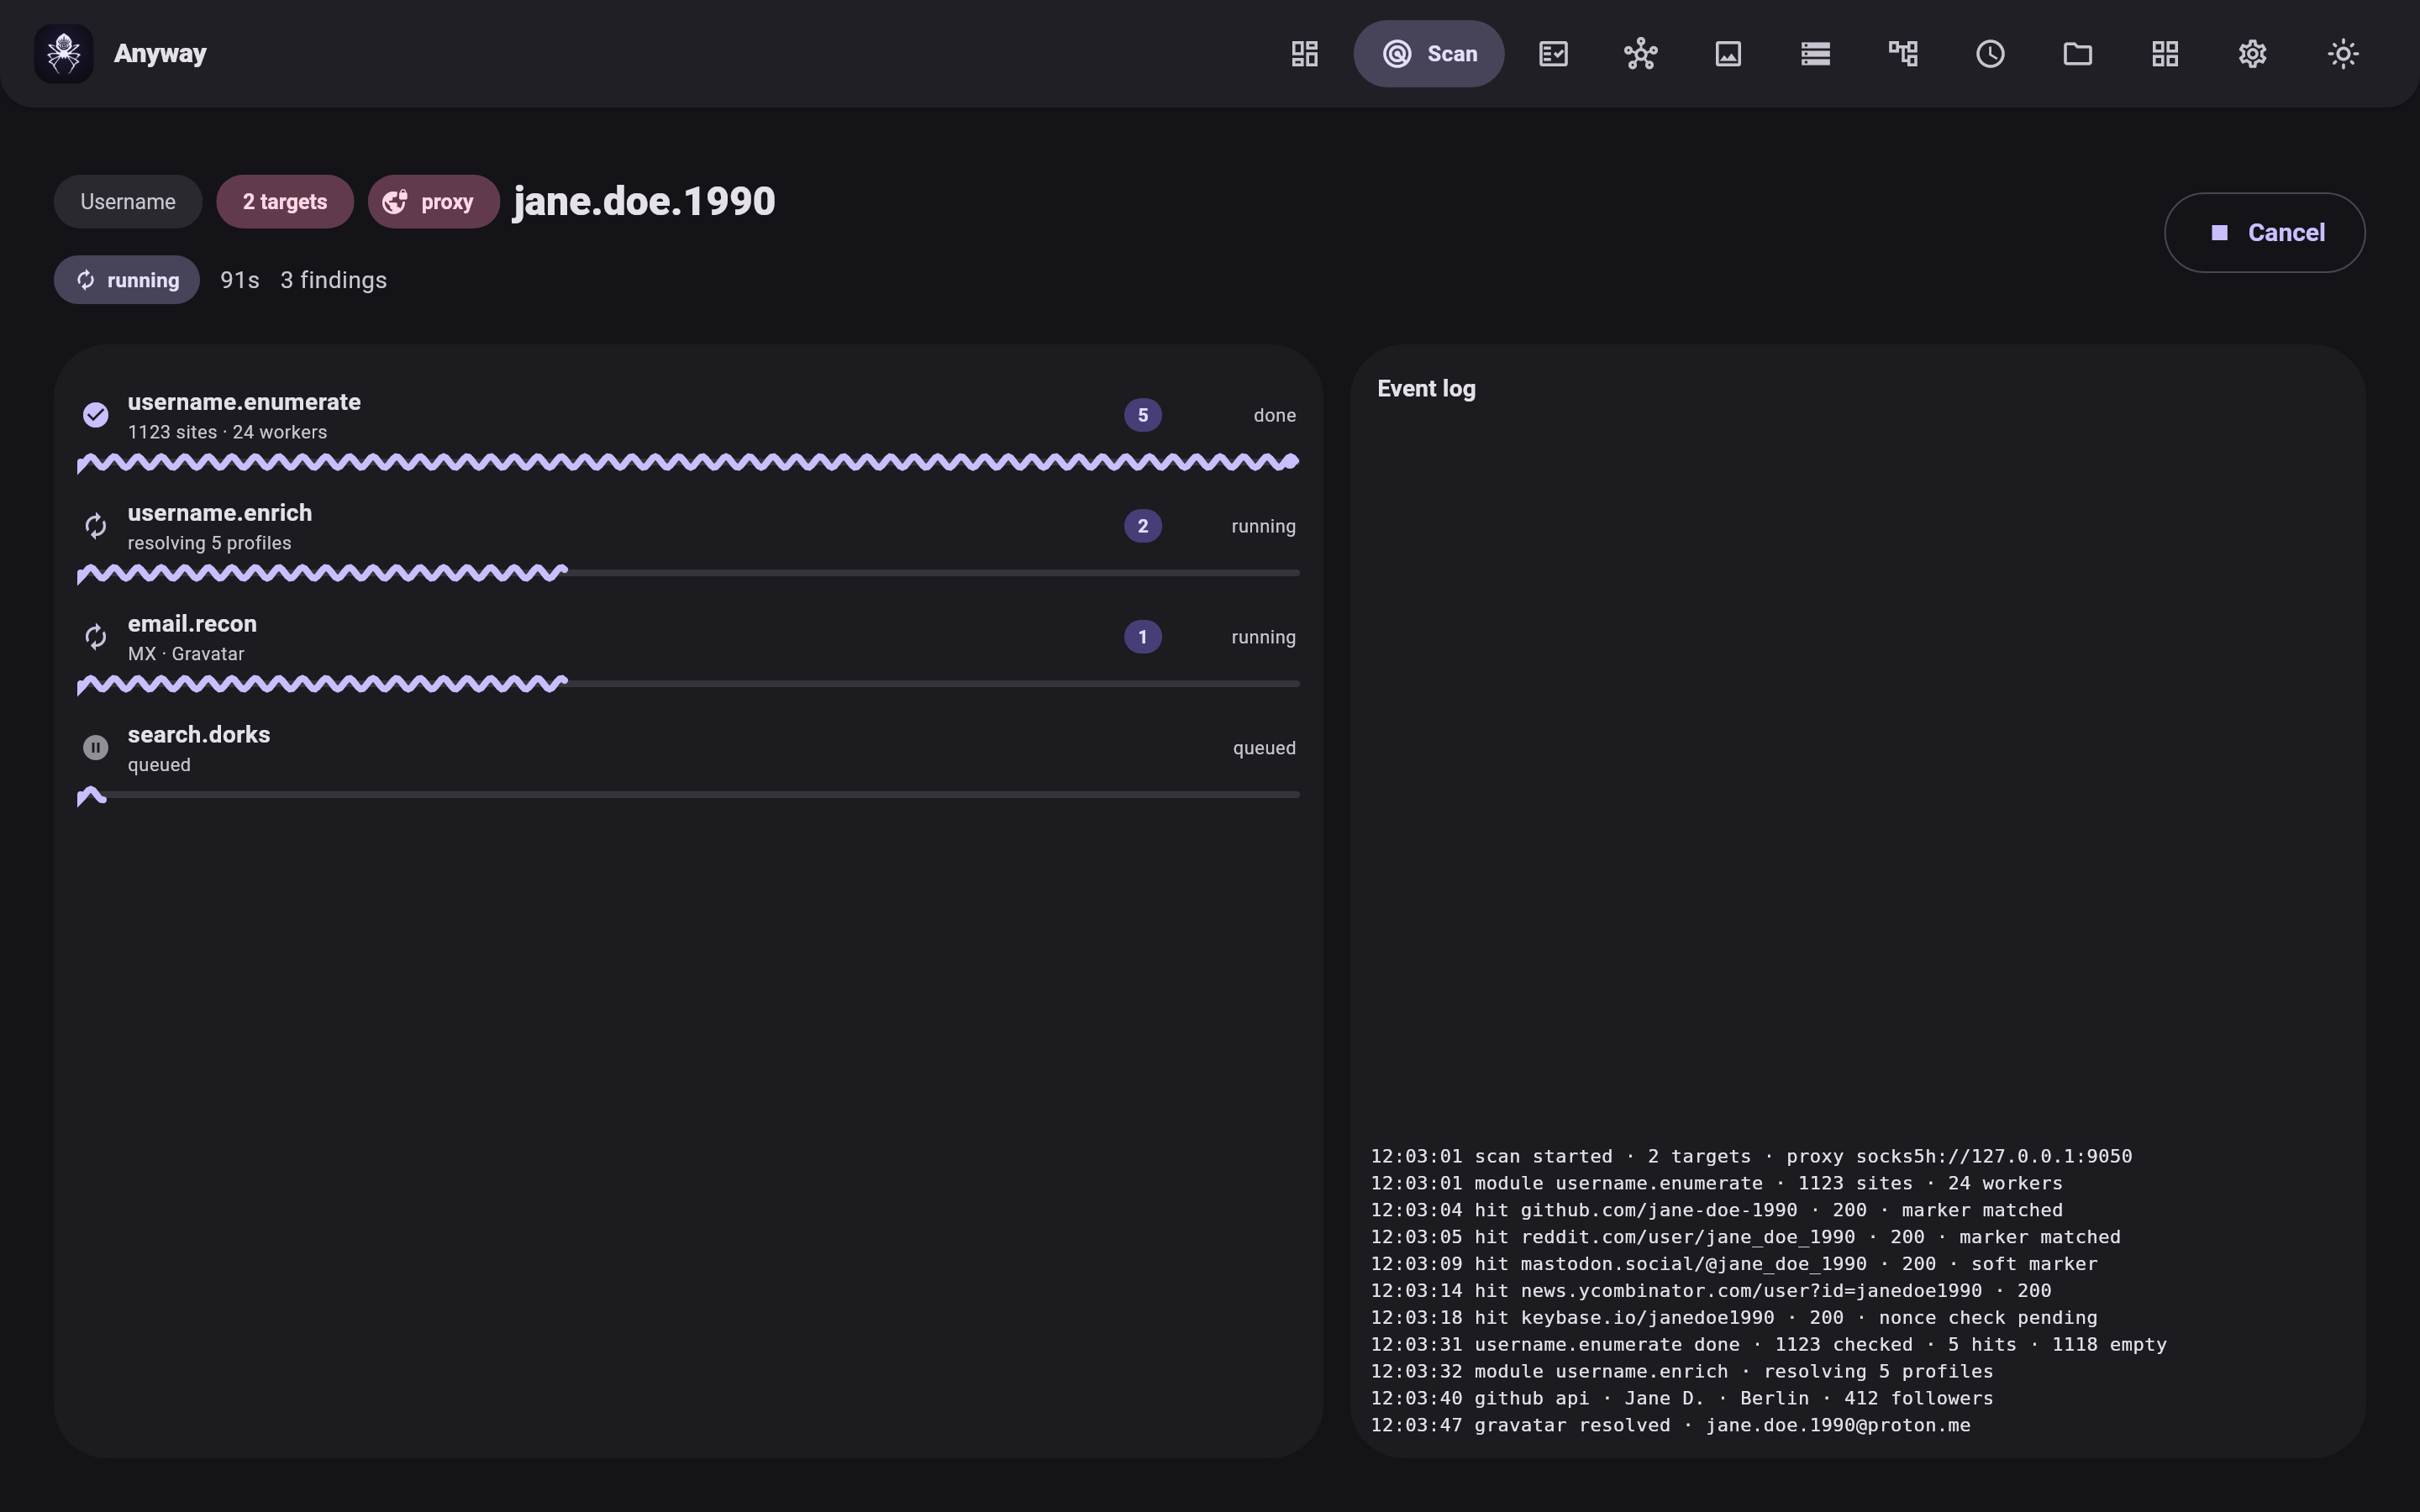 Anyway
Scan
Username
2 targets
proxy
jane.doe.1990
Cancel
running
91s
3 findings
username.enumerate
1123 sites · 24 workers
5
done
username.enrich
resolving 5 profiles
2
running
email.recon
MX · Gravatar
1
running
search.dorks
queued
queued
Event log
12:03:01 scan started · 2 targets · proxy socks5h://127.0.0.1:9050
12:03:01 module username.enumerate · 1123 sites · 24 workers
12:03:04 hit github.com/jane-doe-1990 · 200 · marker matched
12:03:05 hit reddit.com/user/jane_doe_1990 · 200 · marker matched
12:03:09 hit mastodon.social/@jane_doe_1990 · 200 · soft marker
12:03:14 hit news.ycombinator.com/user?id=janedoe1990 · 200
12:03:18 hit keybase.io/janedoe1990 · 200 · nonce check pending
12:03:31 username.enumerate done · 1123 checked · 5 hits · 1118 empty
12:03:32 module username.enrich · resolving 5 profiles
12:03:40 github api · Jane D. · Berlin · 412 followers
12:03:47 gravatar resolved · jane.doe.1990@proton.me